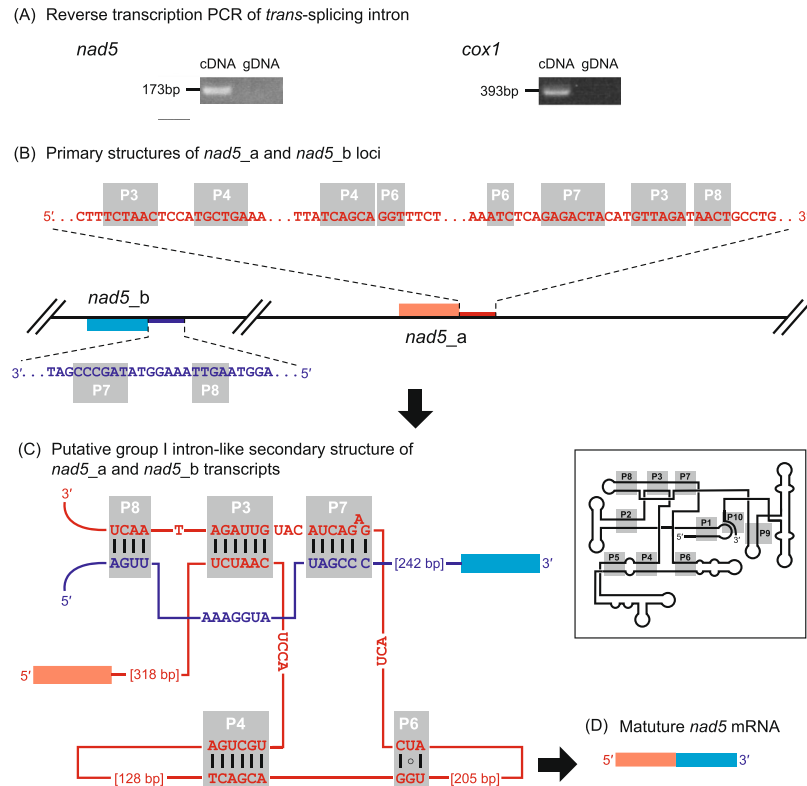 (A) Reverse transcription PCR of trans-splicing intron
nad5
cox1
cDNA gDNA
cDNA gDNA
173bp
393bp
(B) Primary structures of nad5_a and nad5_b loci
P3 P4 P4 P6 P6 P7 P3 P8
5′...CTTTCTAACTCCATGCTGAAA...TTATCAGCAGGTTTCT...AAATCTCAGAGACTACATGTTAGATAACTGCCTG..3
nad5_b
nad5_a
3′...TAGCCCGATATGGAAATTGAATGGA...5′
P7 P8
(C) Putative group I intron-like secondary structure of
nad5_a and nad5_b transcripts
3′ P8 P3 P7
A
UCAA T AGAUUG UAC AUCAG G
AGUU UCUAAC UAGCC C [242 bp] 3′
5′
AAAGGUA
UCCA
UCA
5′ [318 bp]
P4 P6
AGUCGU CUA
[128 bp] TCAGCA GGU [205 bp]
P8 P3 P7
P2 P1 P10
3′
5′
P9
P5 P4 P6
(D) Matuture nad5 mRNA
5′ 3′